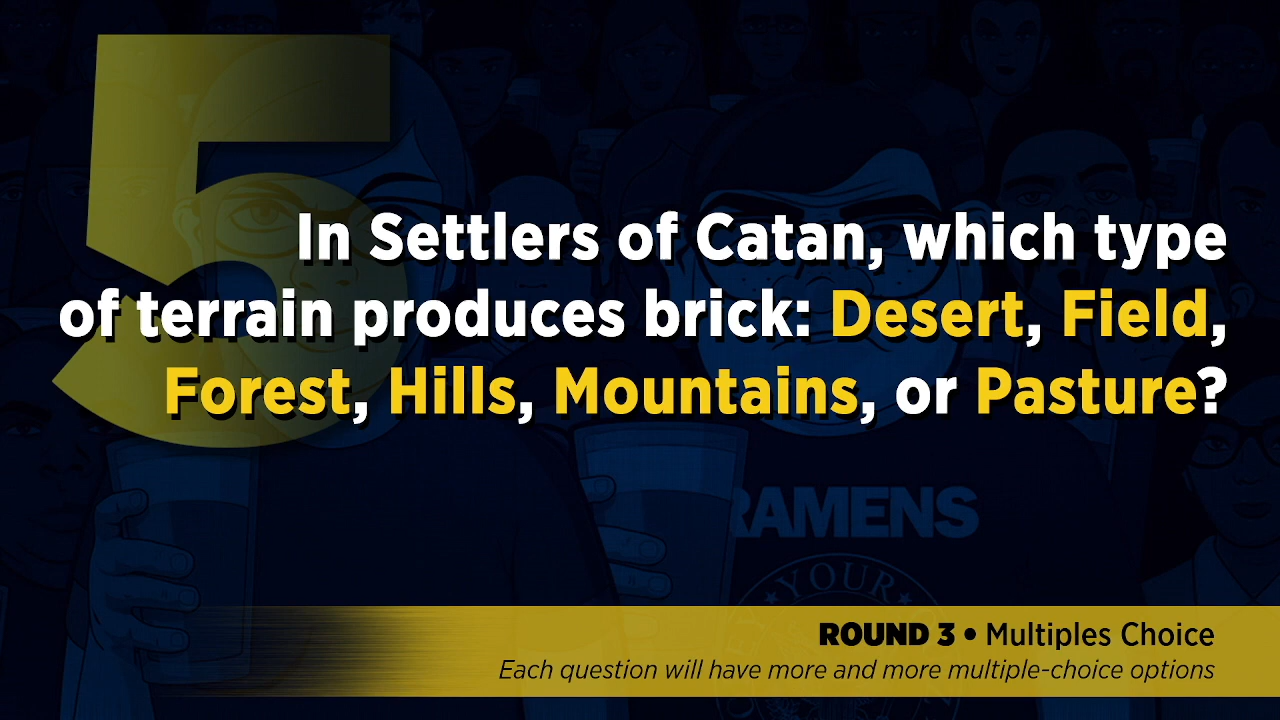 5
In Settlers of Catan, which type
of terrain produces brick: Desert, Field,
Forest, Hills, Mountains, or Pasture?
RAMENS
YOUR
ROUND 3 • Multiples Choice
Each question will have more and more multiple-choice options